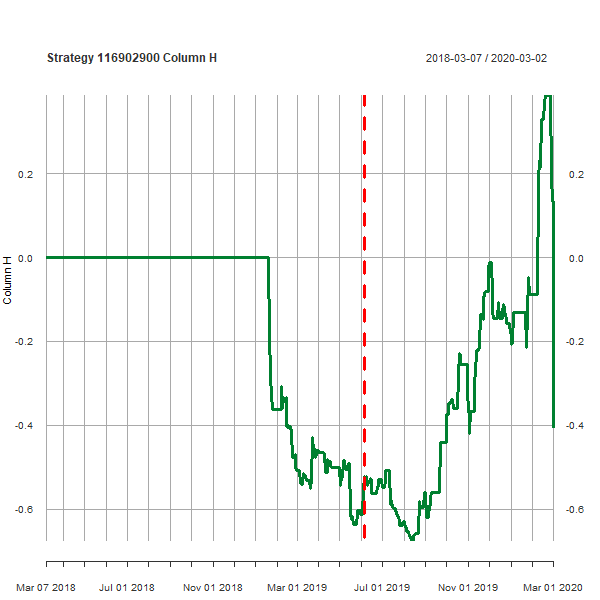 Strategy 116902900 Column H
2018-03-07 / 2020-03-02
0.2
0.2
0.0
0.0
-0.2
-0.2
-0.4
-0.4
-0.6
-0.6
Column H
Mar 07 2018
Jul 01 2018
Nov 01 2018
Mar 01 2019
Jul 01 2019
Nov 01 2019
Mar 01 2020